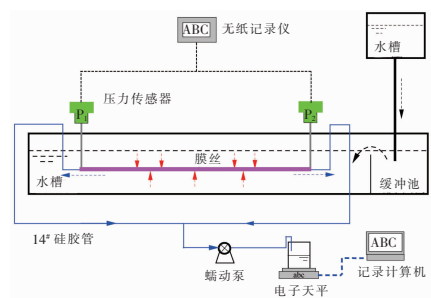 ABC
无纸记录仪
水槽
压力传感器
P1
P2
膜丝
水槽
缓冲池
14# 硅胶管
ABC
蠕动泵
abc
记录计算机
电子天平